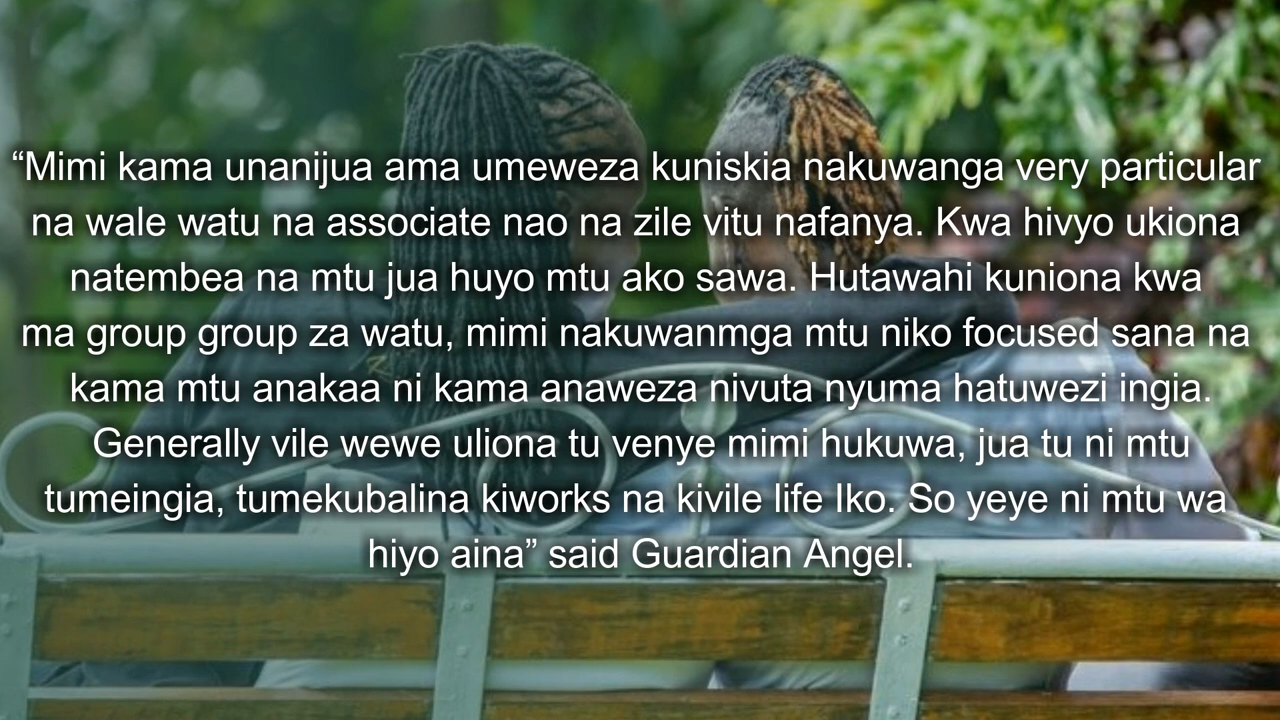 “Mimi kama unanijua ama umeweza kuniskia nakuwanga very particular
na wale watu na associate nao na zile vitu nafanya. Kwa hivyo ukiona
natembea na mtu jua huyo mtu ako sawa. Hutawahi kuniona kwa
ma group group za watu, mimi nakuwanmga mtu niko focused sana na
kama mtu anakaa ni kama anaweza nivuta nyuma hatuwezi ingia.
Generally vile wewe uliona tu venye mimi hukuwa, jua tu ni mtu
tumeingia, tumekubalina kiworks na kivile life Iko. So yeye ni mtu wa
hiyo aina” said Guardian Angel.